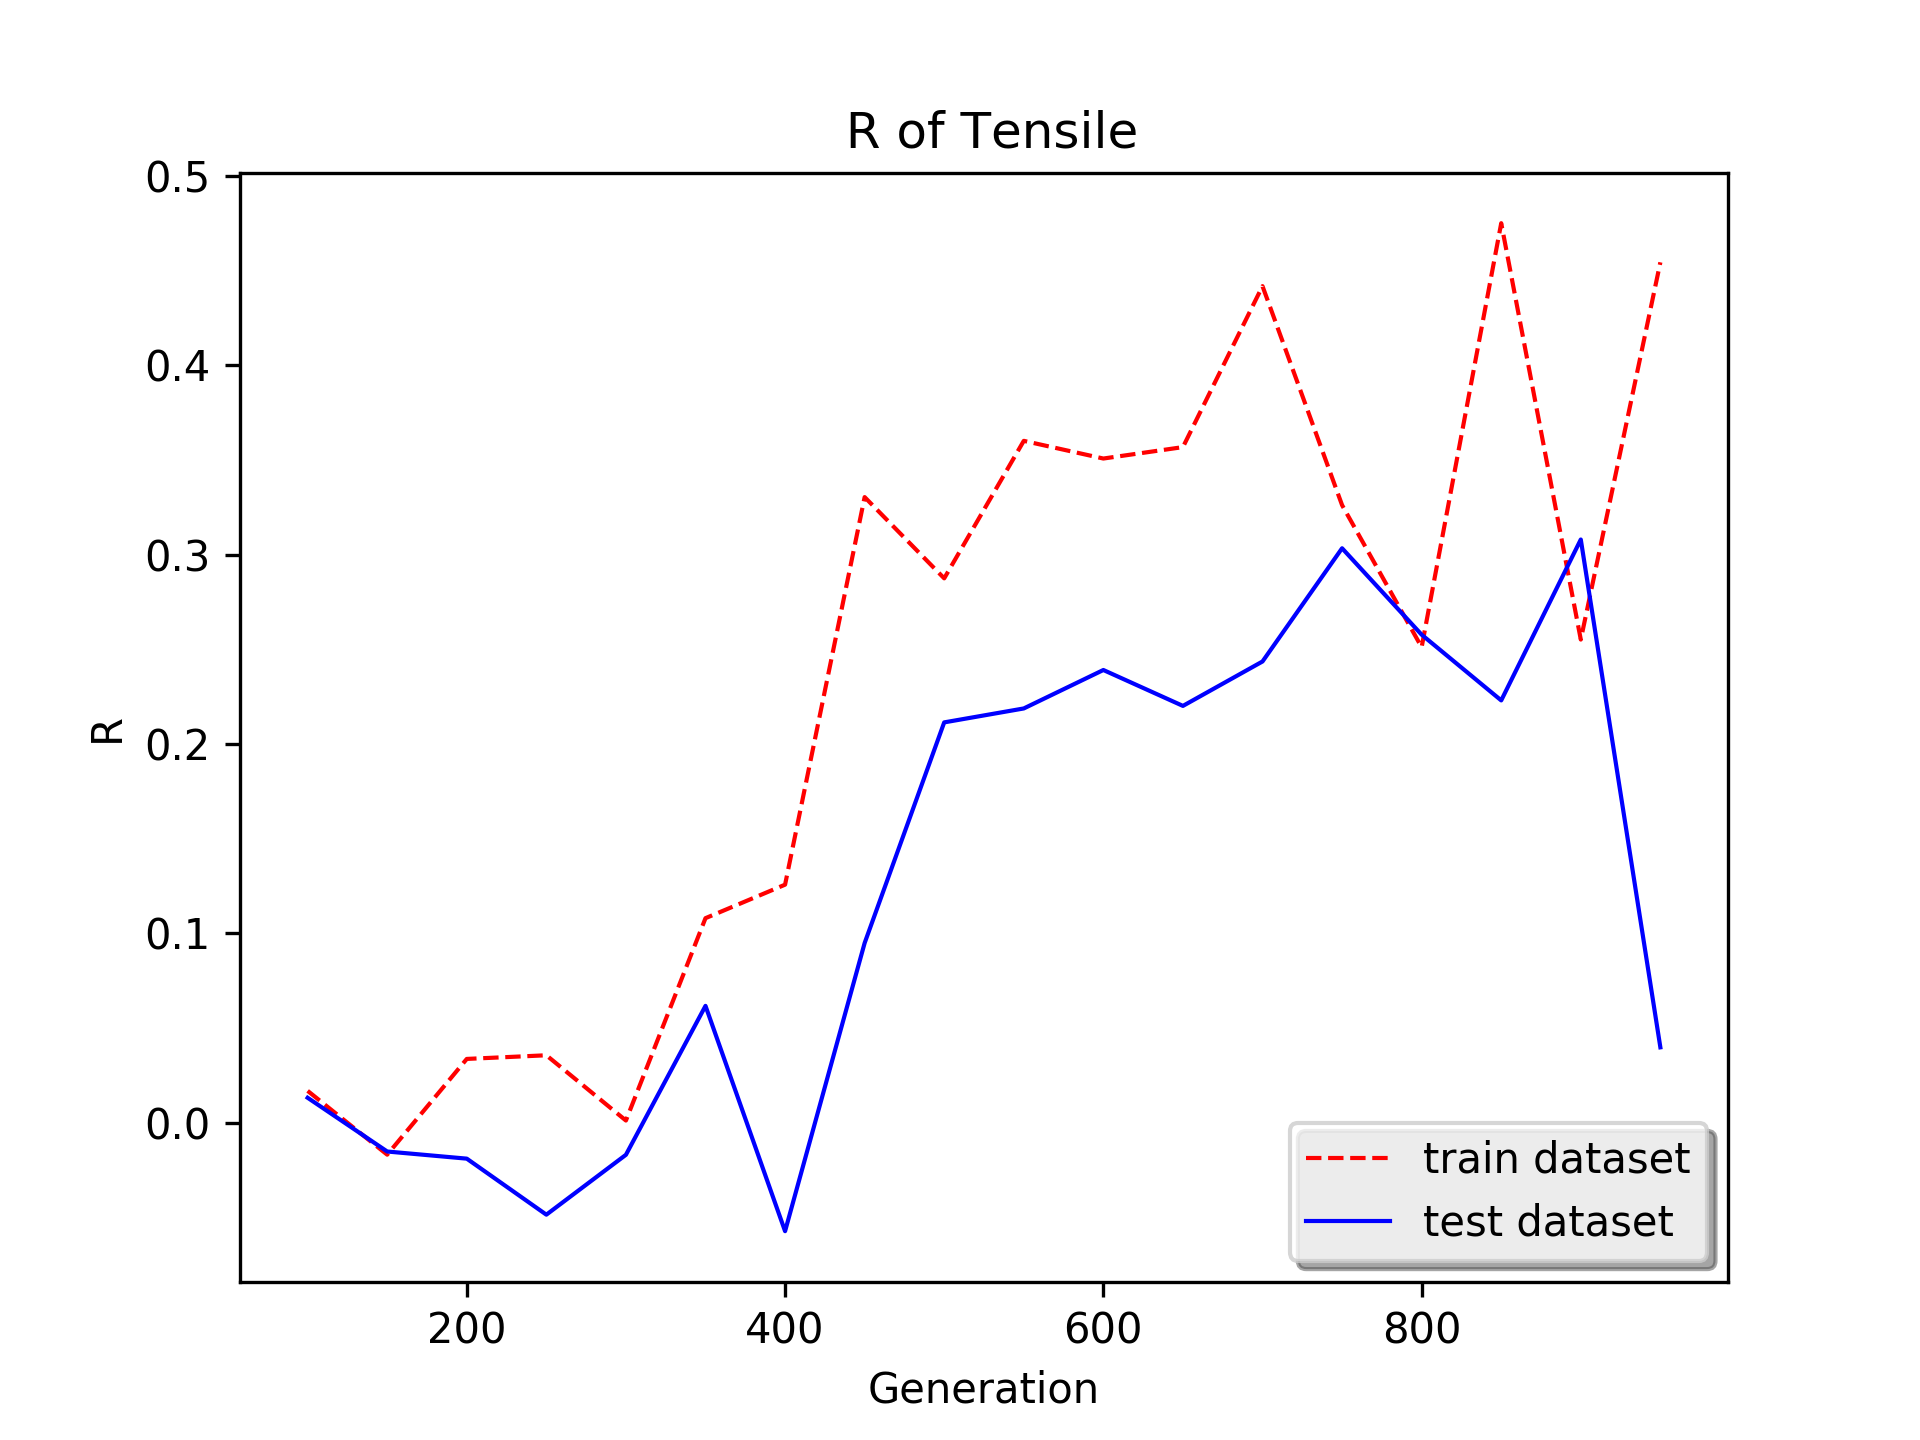 R of Tensile
0.5
0.4
0.3
0.2
0.1
0.0
R
200 400 600 800
Generation
train dataset
test dataset